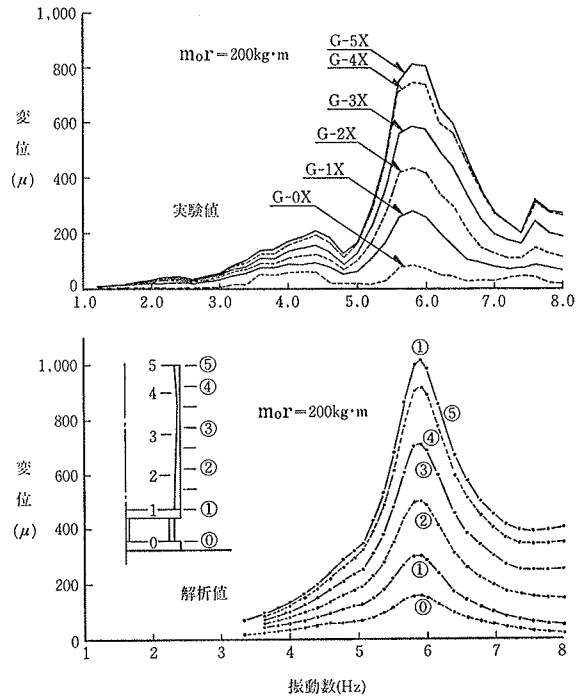 1,000
800
600
400
200
0
変
位
(μ)
m₀r=200kg・m
実験値
G-5X
G-4X
G-3X
G-2X
G-1X
G-0X
1.0 2.0 3.0 4.0 5.0 6.0 7.0 8.0
1,000
800
600
400
200
0
変
位
(μ)
5 ⑤
4 ④
3 ③
2 ②
1 ①
0 ⓪
m₀r=200kg・m
解析値
①
⑤
④
③
②
①
⓪
1 2 3 4 5 6 7 8
振動数(Hz)